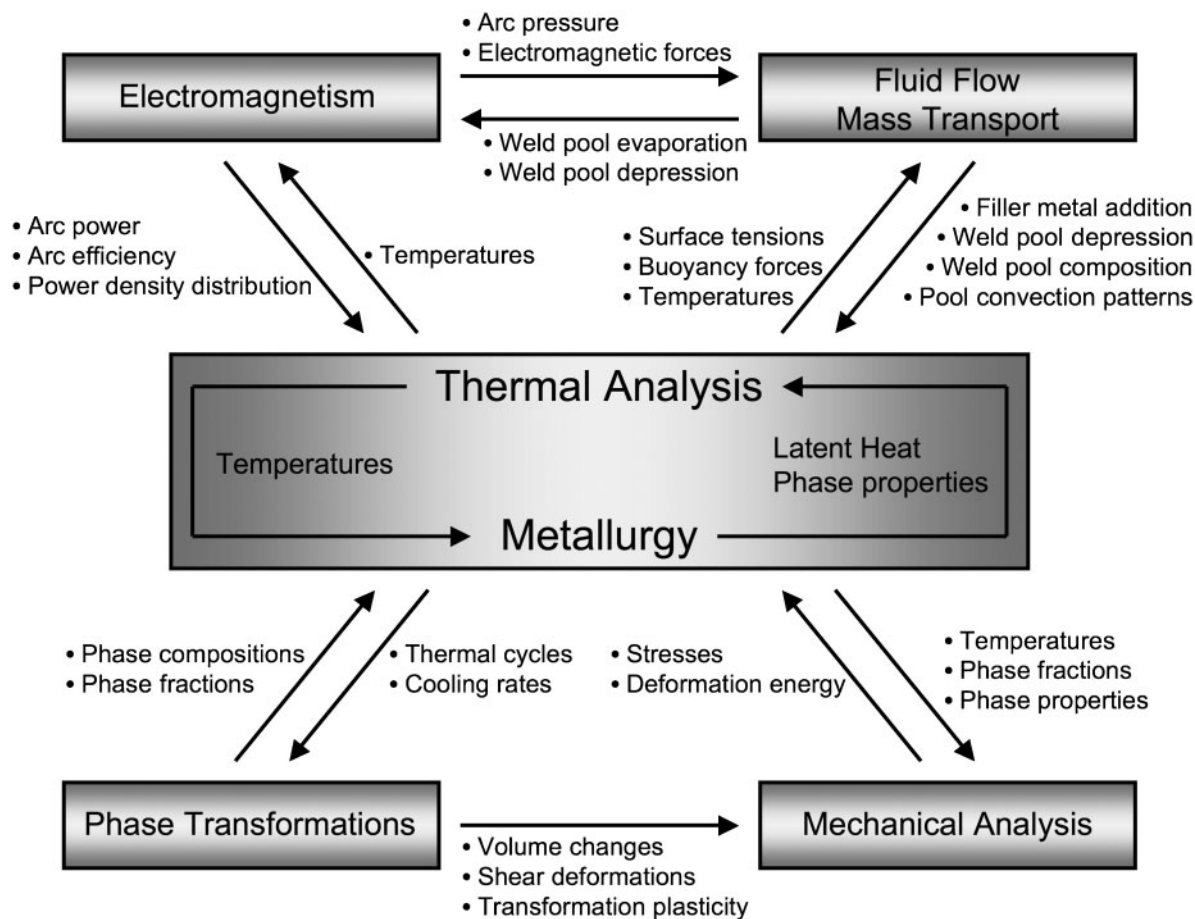 • Arc pressure
• Electromagnetic forces
Electromagnetism
Fluid Flow
Mass Transport
• Weld pool evaporation
• Weld pool depression
• Arc power
• Arc efficiency
• Power density distribution
• Temperatures
• Surface tensions
• Buoyancy forces
• Temperatures
• Filler metal addition
• Weld pool depression
• Weld pool composition
• Pool convection patterns
Thermal Analysis
Temperatures
Latent Heat
Phase properties
Metallurgy
• Phase compositions
• Phase fractions
• Thermal cycles
• Cooling rates
• Stresses
• Deformation energy
• Temperatures
• Phase fractions
• Phase properties
Phase Transformations
Mechanical Analysis
• Volume changes
• Shear deformations
• Transformation plasticity